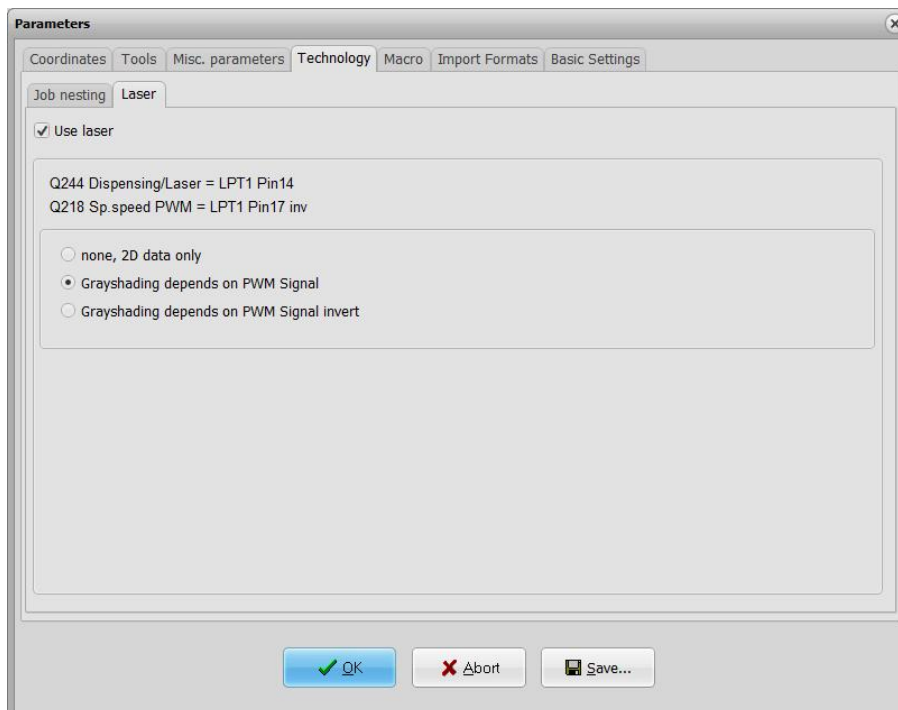 Parameters
Coordinates Tools Misc. parameters Technology Macro Import Formats Basic Settings
Job nesting Laser
Use laser
Q244 Dispensing/Laser = LPT1 Pin14
Q218 Sp.speed PWM = LPT1 Pin17 inv
none, 2D data only
Grayshading depends on PWM Signal
Grayshading depends on PWM Signal invert
OK Abort Save...